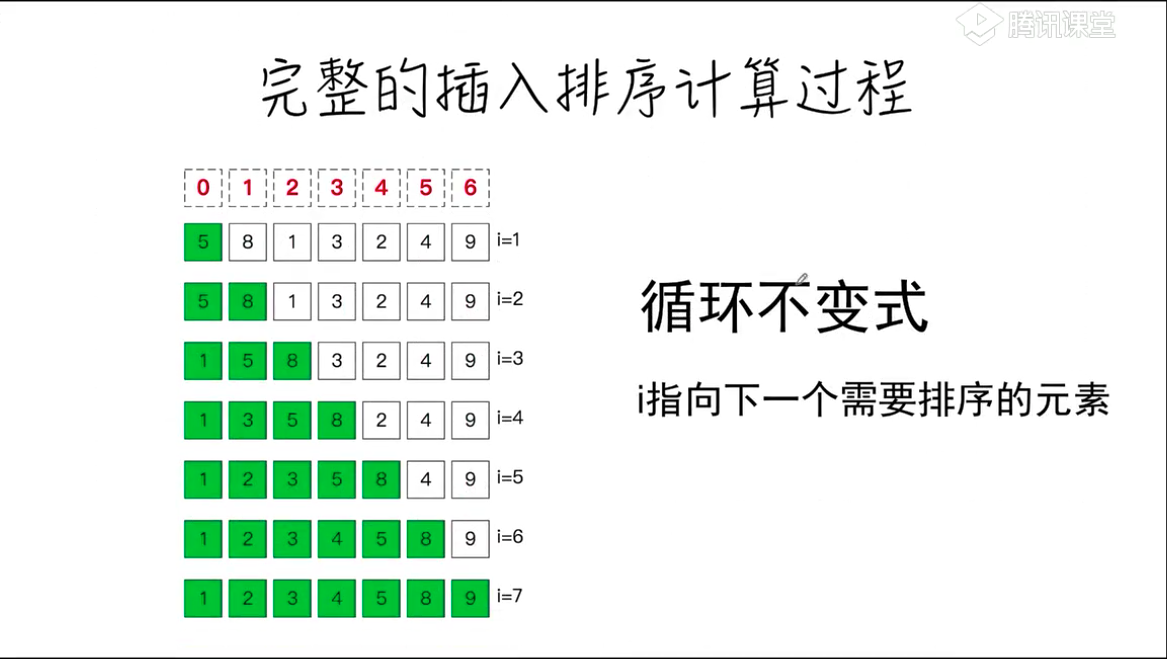 腾讯课堂
完整的插入排序计算过程
0 1 2 3 4 5 6
5 8 1 3 2 4 9 i=1
5 8 1 3 2 4 9 i=2
1 5 8 3 2 4 9 i=3
1 3 5 8 2 4 9 i=4
1 2 3 5 8 4 9 i=5
1 2 3 4 5 8 9 i=6
1 2 3 4 5 8 9 i=7
循环不变式
i指向下一个需要排序的元素